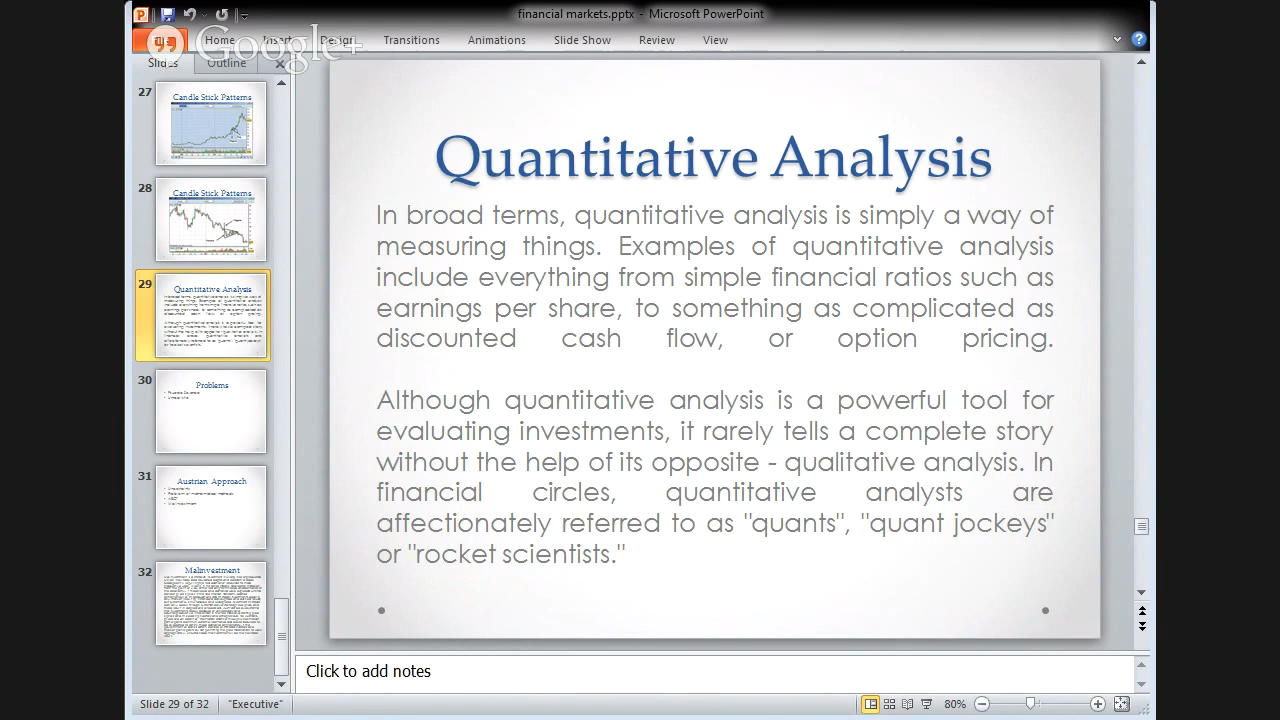 financial markets.pptx - Microsoft PowerPoint
File Home Insert Design Transitions Animations Slide Show Review View
Google+
Slides Outline
27
Candle Stick Patterns
28
Candle Stick Patterns
29
Quantitative Analysis
30
Problems
31
Austrian Approach
32
Malinvestment
Quantitative Analysis
In broad terms, quantitative analysis is simply a way of
measuring things. Examples of quantitative analysis
include everything from simple financial ratios such as
earnings per share, to something as complicated as
discounted cash flow, or option pricing.
Although quantitative analysis is a powerful tool for
evaluating investments, it rarely tells a complete story
without the help of its opposite - qualitative analysis. In
financial circles, quantitative analysts are
affectionately referred to as "quants", "quant jockeys"
or "rocket scientists."
Click to add notes
Slide 29 of 32 "Executive" 80%